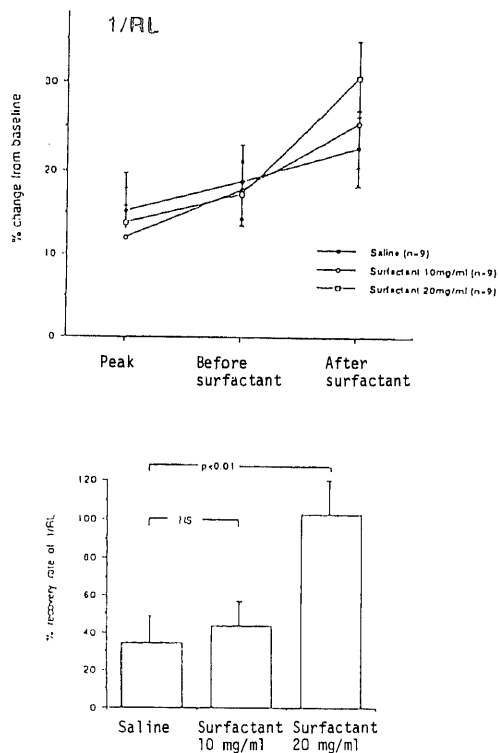 1/RL
% change from baseline
30
20
10
0
Saline (n=9)
Surfactant 10mg/ml (n=9)
Surfactant 20mg/ml (n=9)
Peak
Before surfactant
After surfactant
% recovery rate of 1/RL
120
100
80
60
40
20
0
p<0.01
NS
Saline
Surfactant 10 mg/ml
Surfactant 20 mg/ml